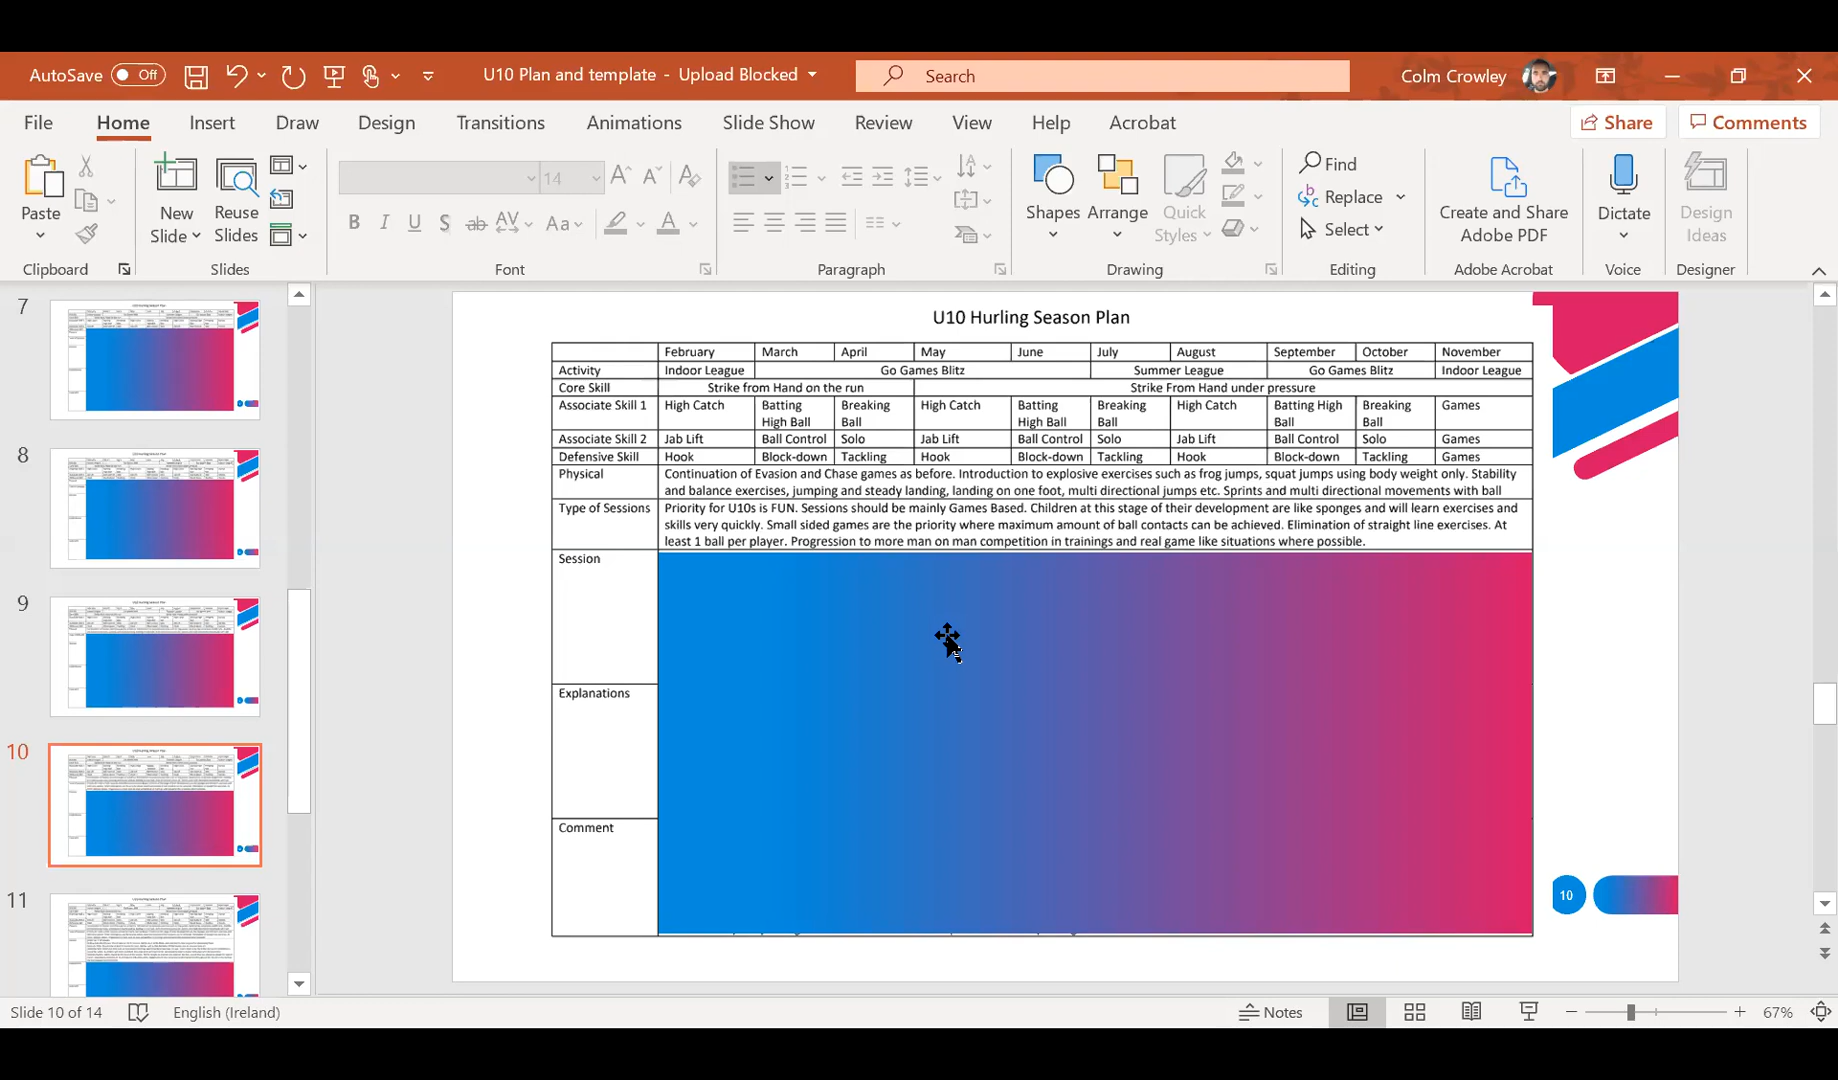 AutoSave Off U10 Plan and template - Upload Blocked Search Colm Crowley
File Home Insert Draw Design Transitions Animations Slide Show Review View Help Acrobat Share Comments
Paste
New Slide
Reuse Slides
14
Shapes
Arrange
Quick Styles
Find
Replace
Select
Create and Share Adobe PDF
Dictate
Design Ideas
Clipboard Slides Font Paragraph Drawing Editing Adobe Acrobat Voice Designer
7
8
9
10
11
U10 Hurling Season Plan
February March April May June July August September October November
Activity Indoor League Go Games Blitz Summer League Go Games Blitz Indoor League
Core Skill Strike from Hand on the run Strike From Hand under pressure
Associate Skill 1 High Catch Batting High Ball Breaking Ball High Catch Batting High Ball Breaking Ball High Catch Batting High Ball Breaking Ball Games
Associate Skill 2 Jab Lift Ball Control Solo Jab Lift Ball Control Solo Jab Lift Ball Control Solo Games
Defensive Skill Hook Block-down Tackling Hook Block-down Tackling Hook Block-down Tackling Games
Physical Continuation of Evasion and Chase games as before. Introduction to explosive exercises such as frog jumps, squat jumps using body weight only. Stability
and balance exercises, jumping and steady landing, landing on one foot, multi directional jumps etc. Sprints and multi directional movements with ball
Type of Sessions Priority for U10s is FUN. Sessions should be mainly Games Based. Children at this stage of their development are like sponges and will learn exercises and
skills very quickly. Small sided games are the priority where maximum amount of ball contacts can be achieved. Elimination of straight line exercises. At
least 1 ball per player. Progression to more man on man competition in trainings and real game like situations where possible.
Session
Explanations
Comment
10
Slide 10 of 14 English (Ireland) Notes 67%